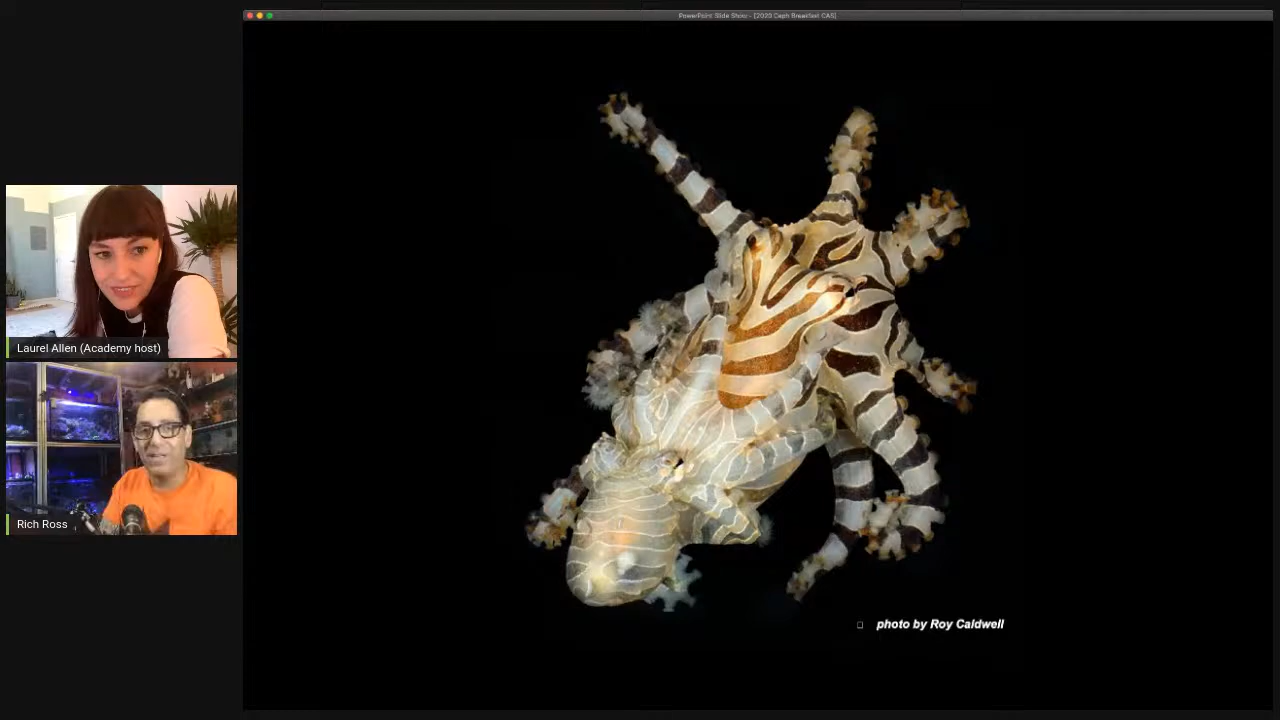 PowerPoint Slide Show - [2020 Ceph Breakfast CAS]
Laurel Allen (Academy host)
Rich Ross
photo by Roy Caldwell